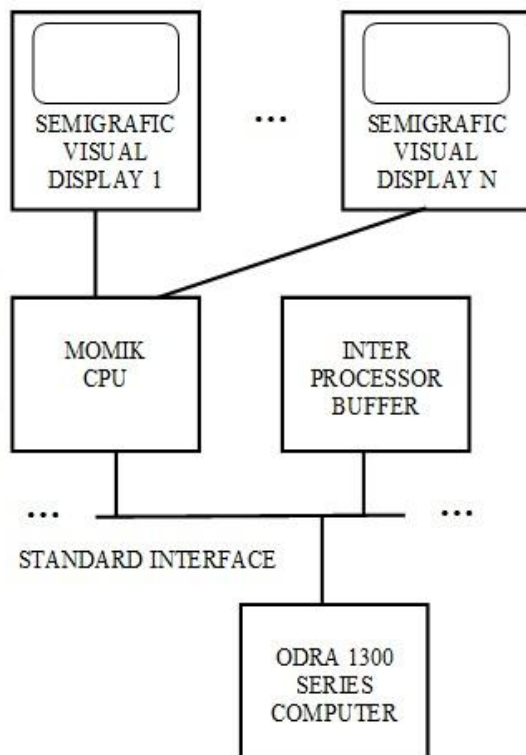 SEMIGRAFIC
VISUAL
DISPLAY 1
...
SEMIGRAFIC
VISUAL
DISPLAY N
MOMIK
CPU
INTER
PROCESSOR
BUFFER
...
...
STANDARD INTERFACE
ODRA 1300
SERIES
COMPUTER